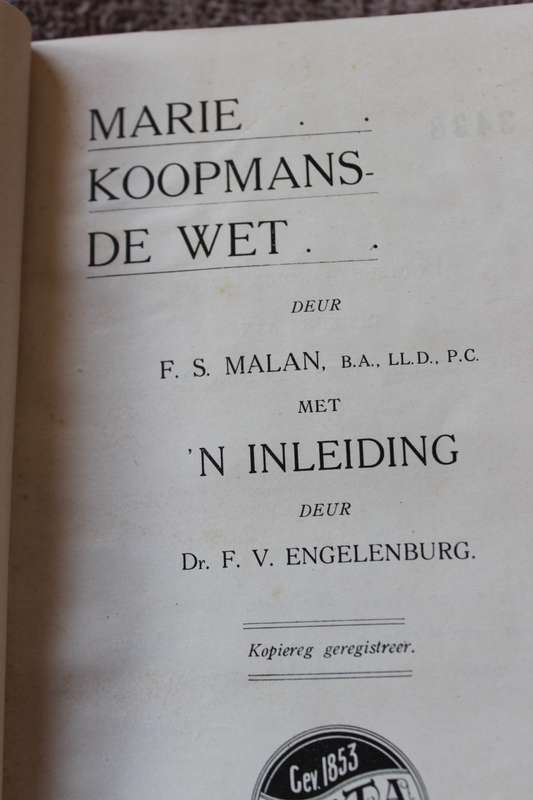 MARIE . .
KOOPMANS-
DE WET . .
DEUR
F. S. MALAN, B.A., LL.D., P.C.
MET
'N INLEIDING
DEUR
Dr. F. V. ENGELENBURG.
Kopiereg geregistreer.
Gev. 1853